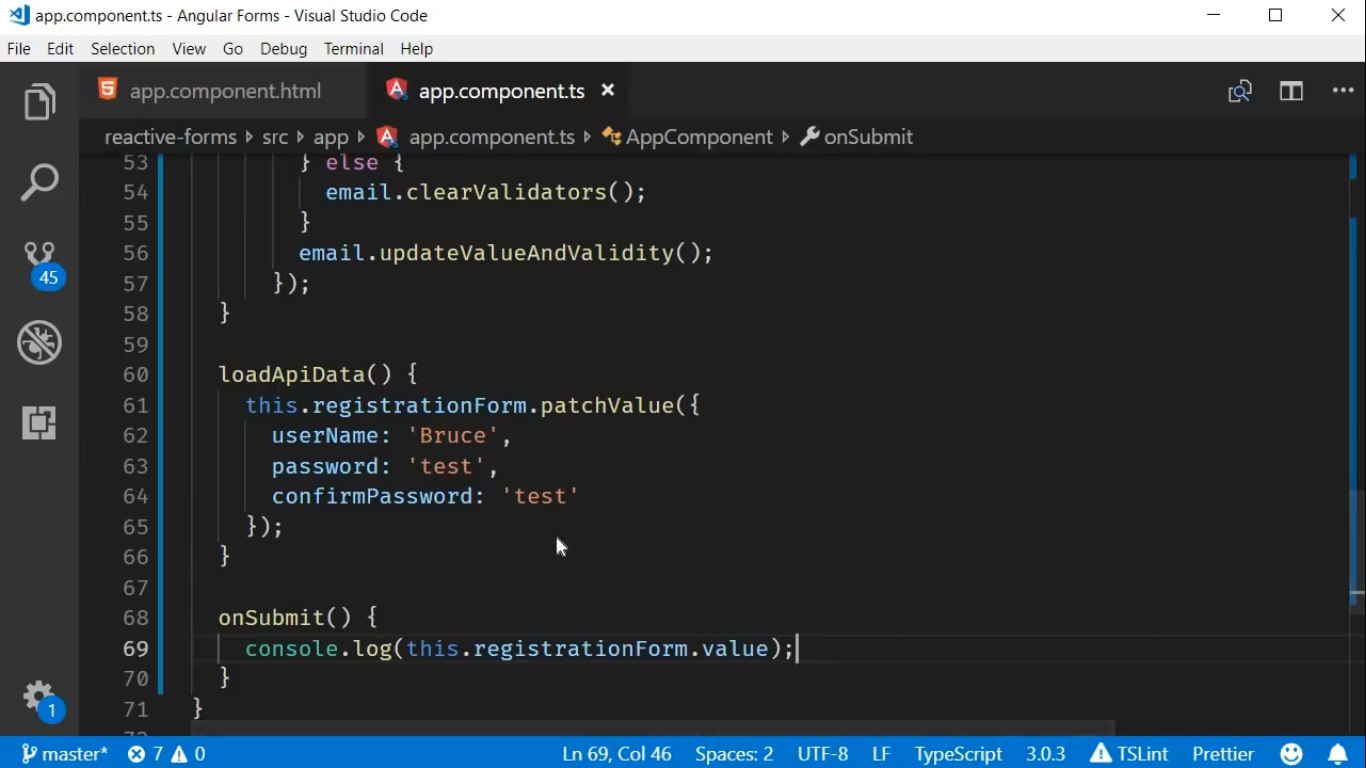 app.component.ts - Angular Forms - Visual Studio Code
File Edit Selection View Go Debug Terminal Help
app.component.html app.component.ts
reactive-forms src app app.component.ts AppComponent onSubmit
53 } else {
54 email.clearValidators();
55 }
56 email.updateValueAndValidity();
57 });
58 }
59
60 loadApiData() {
61 this.registrationForm.patchValue({
62 userName: 'Bruce',
63 password: 'test',
64 confirmPassword: 'test'
65 });
66 }
67
68 onSubmit() {
69 console.log(this.registrationForm.value);
70 }
71 }
45
1
master* 7 0 Ln 69, Col 46 Spaces: 2 UTF-8 LF TypeScript 3.0.3 TSLint Prettier